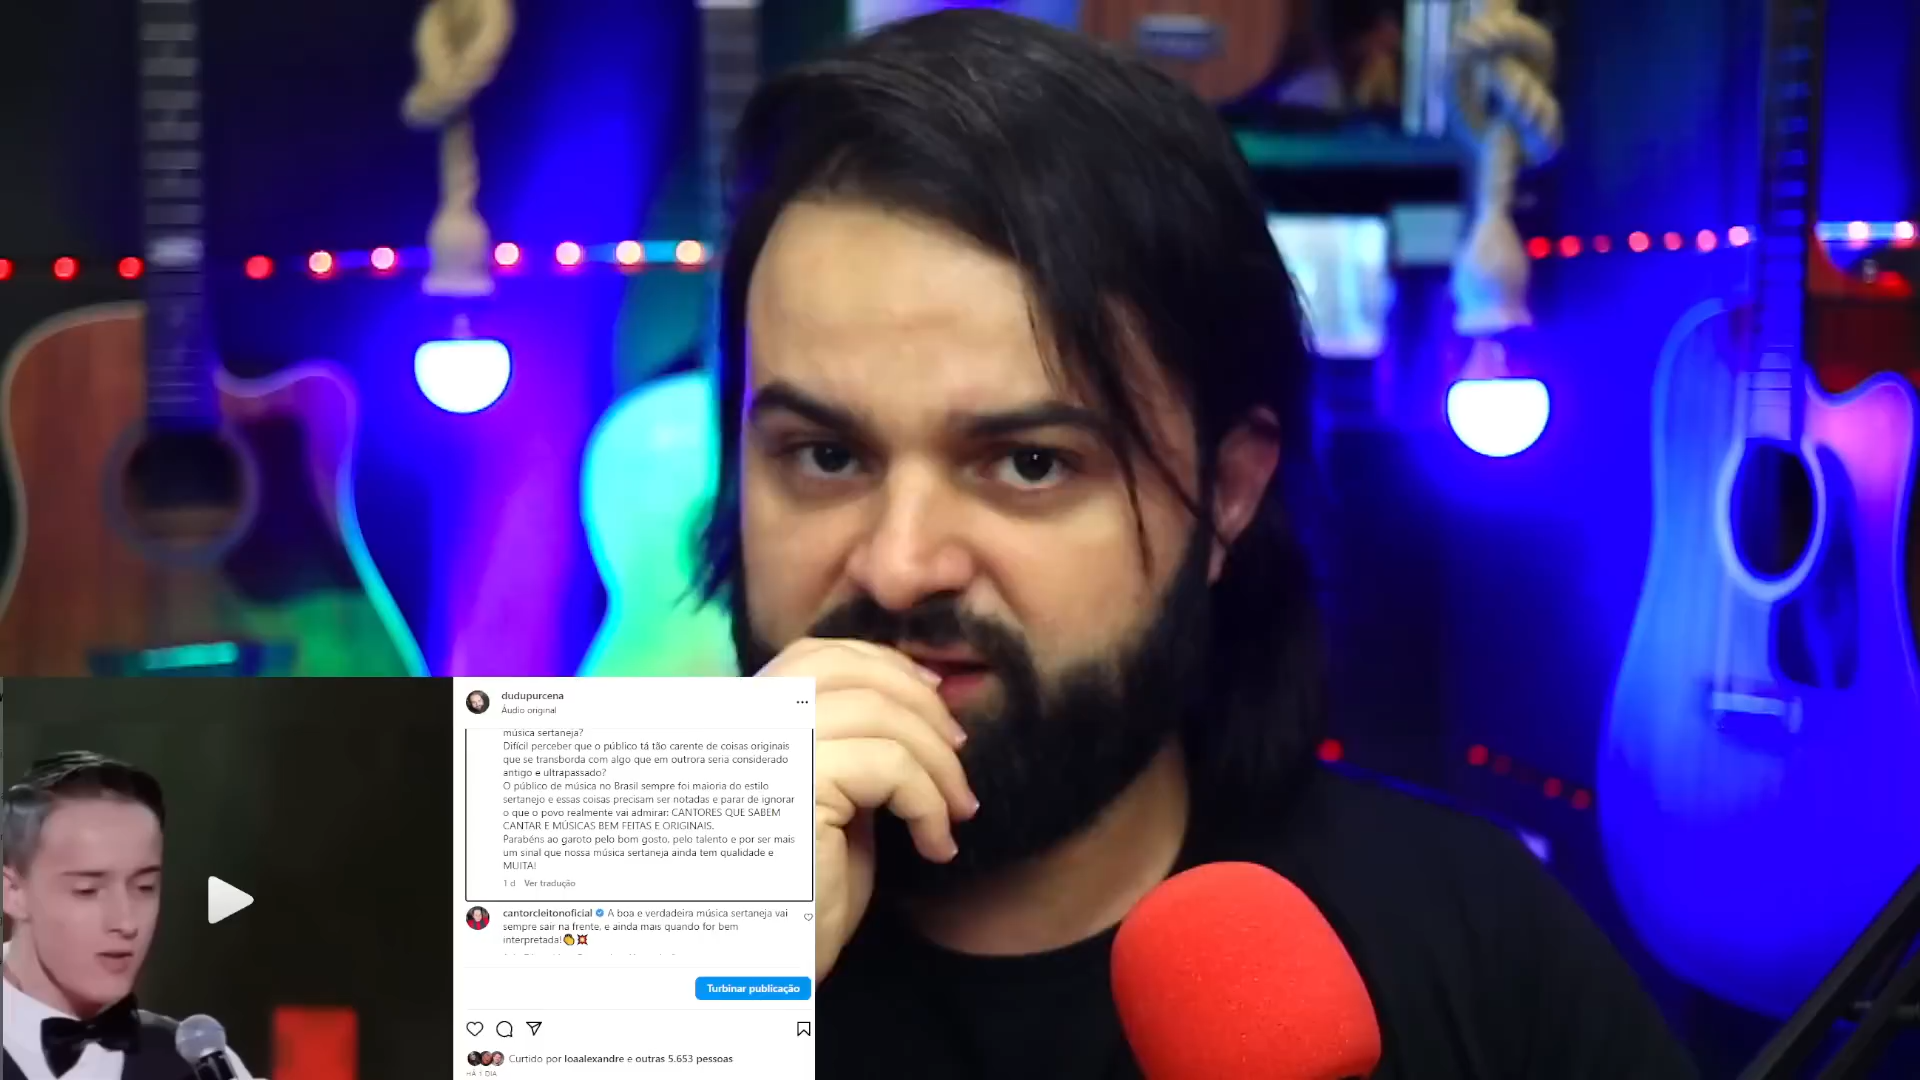 dudupurcena
Áudio original
música sertaneja?
Difícil perceber que o público tá tão carente de coisas originais
que se transborda com algo que em outrora seria considerado
antigo e ultrapassado?
O público de música no Brasil sempre foi maioria do estilo
sertanejo e essas coisas precisam ser notadas e parar de ignorar
o que o povo realmente vai admirar: CANTORES QUE SABEM
CANTAR E MÚSICAS BEM FEITAS E ORIGINAIS.
Parabéns ao garoto pelo bom gosto, pelo talento e por ser mais
um sinal que nossa música sertaneja ainda tem qualidade e
MUITA!
1 d Ver tradução
cantorcleitonoficial A boa e verdadeira música sertaneja vai
sempre sair na frente, e ainda mais quando for bem
interpretada!👏💥
Turbinar publicação
Curtido por loaalexandre e outras 5.653 pessoas
HÁ 1 DIA